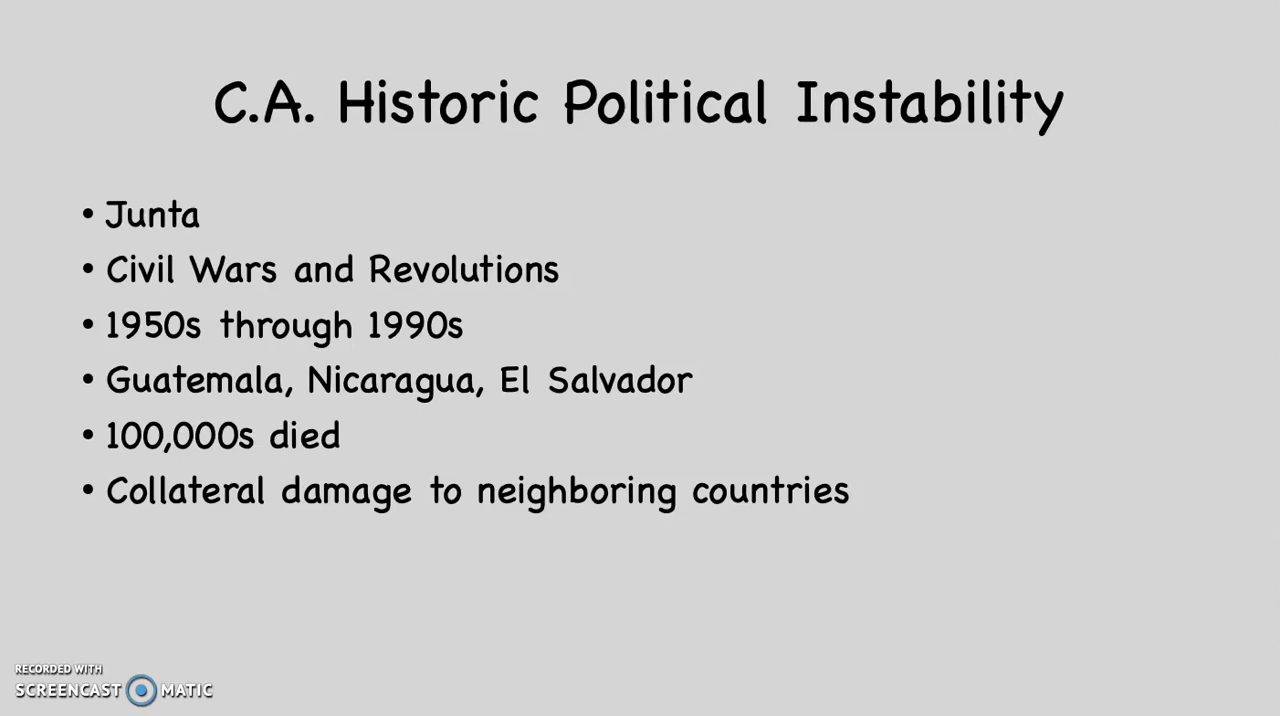 C.A. Historic Political Instability
• Junta
• Civil Wars and Revolutions
• 1950s through 1990s
• Guatemala, Nicaragua, El Salvador
• 100,000s died
• Collateral damage to neighboring countries
RECORDED WITH
SCREENCAST MATIC